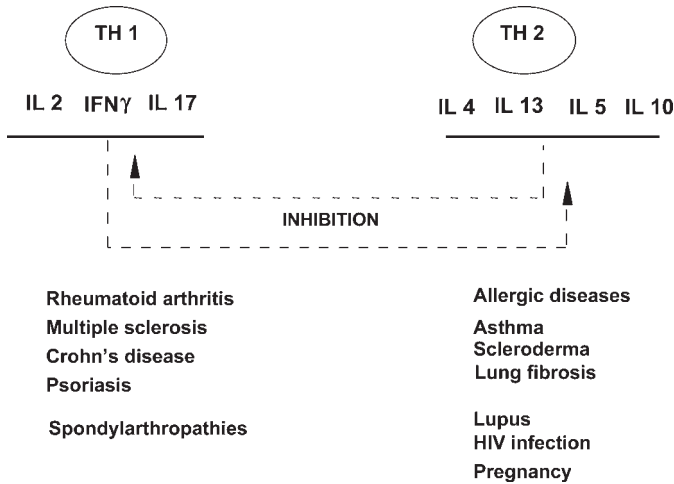 TH 1
TH 2
IL 2 IFNγ IL 17
IL 4 IL 13 IL 5 IL 10
INHIBITION
Rheumatoid arthritis
Multiple sclerosis
Crohn's disease
Psoriasis
Spondylarthropathies
Allergic diseases
Asthma
Scleroderma
Lung fibrosis
Lupus
HIV infection
Pregnancy